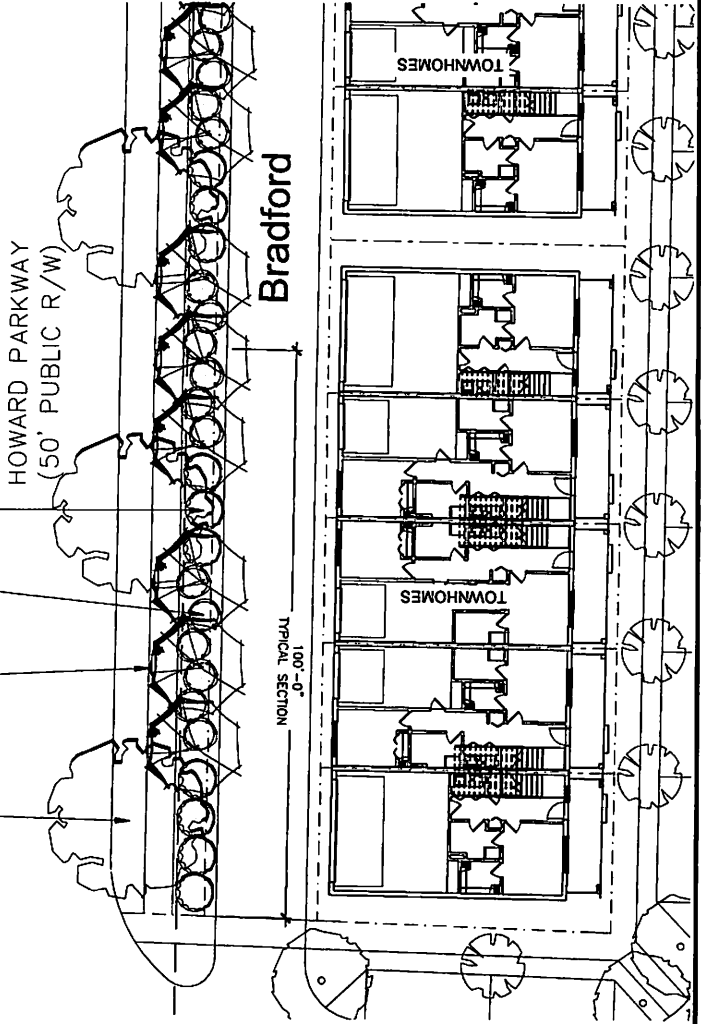 HOWARD PARKWAY
(50' PUBLIC R/W)
Bradford
TOWNHOMES
100'-0"
TYPICAL SECTION
TOWNHOMES